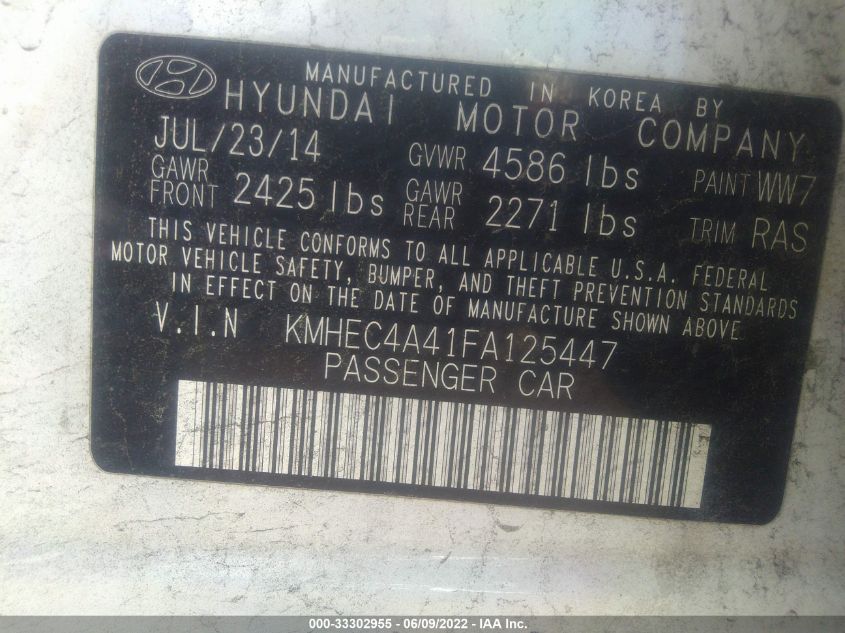 MANUFACTURED IN KOREA BY
HYUNDAI MOTOR COMPANY
JUL/23/14 GVWR 4586 lbs PAINT WW7
GAWR FRONT 2425 lbs GAWR REAR 2271 lbs TRIM RAS
THIS VEHICLE CONFORMS TO ALL APPLICABLE U.S.A. FEDERAL
MOTOR VEHICLE SAFETY, BUMPER, AND THEFT PREVENTION STANDARDS
IN EFFECT ON THE DATE OF MANUFACTURE SHOWN ABOVE.
V.I.N KMHEC4A41FA125447
PASSENGER CAR
000-33302955 - 06/09/2022 - IAA Inc.